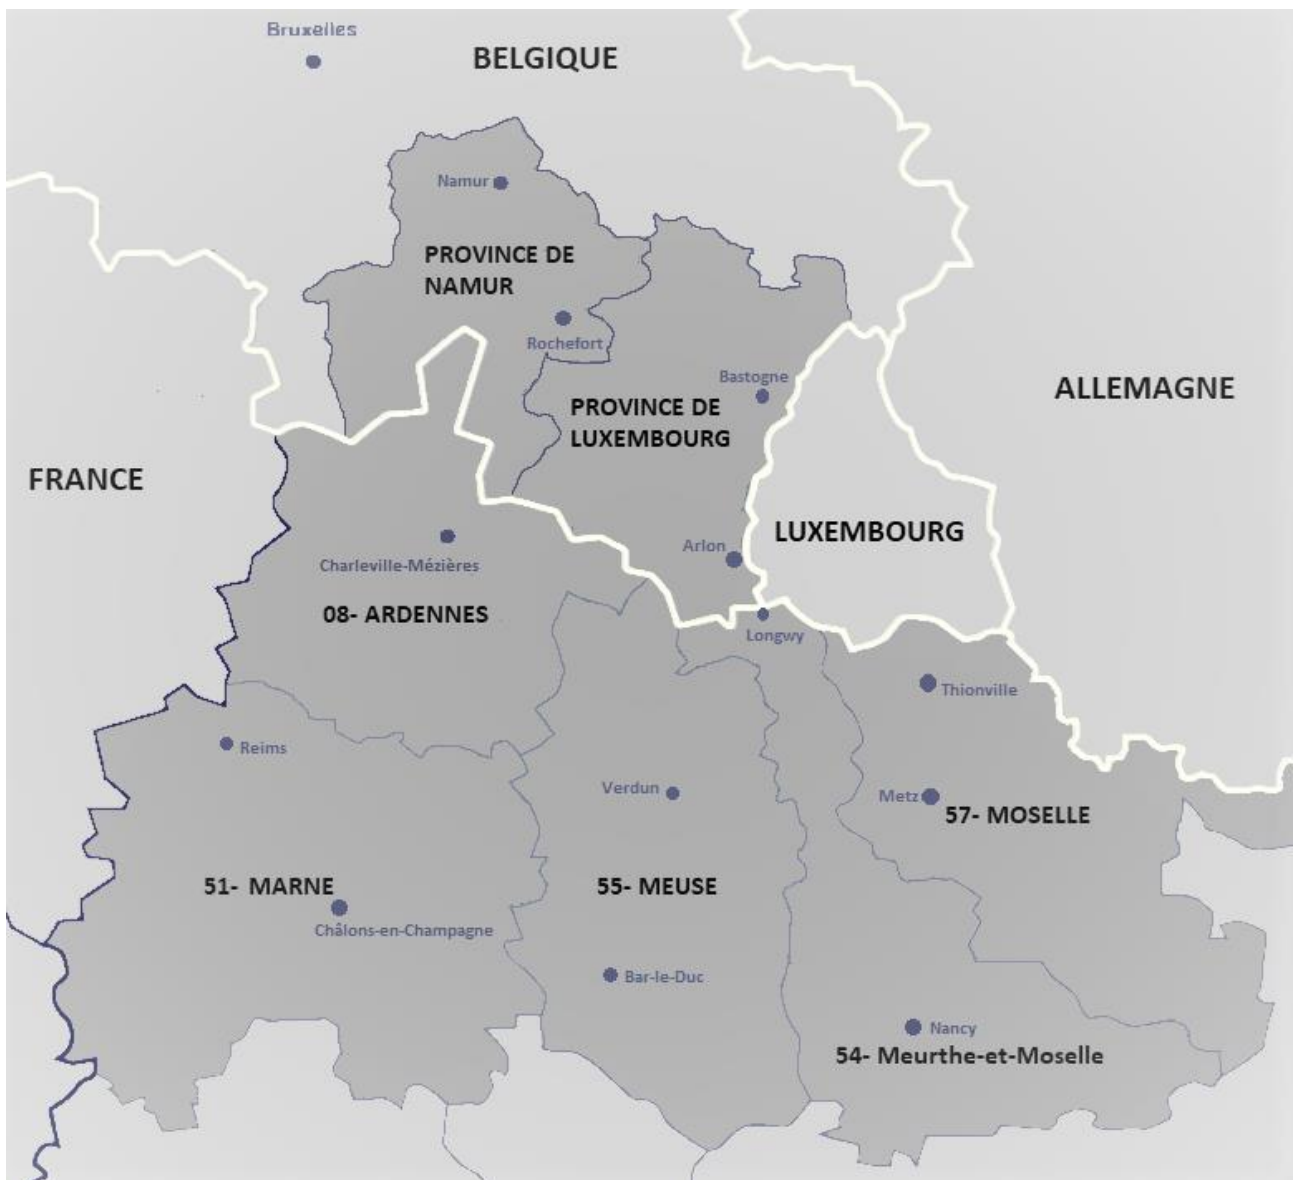 Bruxelles
BELGIQUE
Namur
PROVINCE DE
NAMUR
Rochefort
Bastogne
ALLEMAGNE
PROVINCE DE
LUXEMBOURG
FRANCE
LUXEMBOURG
Arlon
Charleville-Mézières
08- ARDENNES
Longwy
Thionville
Reims
Verdun
Metz
57- MOSELLE
51- MARNE
55- MEUSE
Châlons-en-Champagne
Bar-le-Duc
Nancy
54- Meurthe-et-Moselle